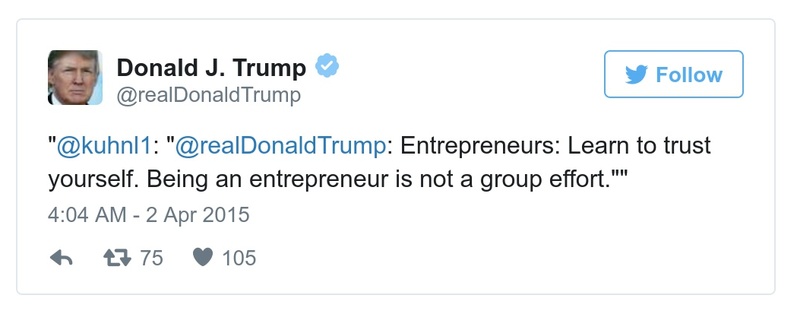 Donald J. Trump
@realDonaldTrump
Follow
"@kuhnl1: "@realDonaldTrump: Entrepreneurs: Learn to trust
yourself. Being an entrepreneur is not a group effort.""
4:04 AM - 2 Apr 2015
75 105